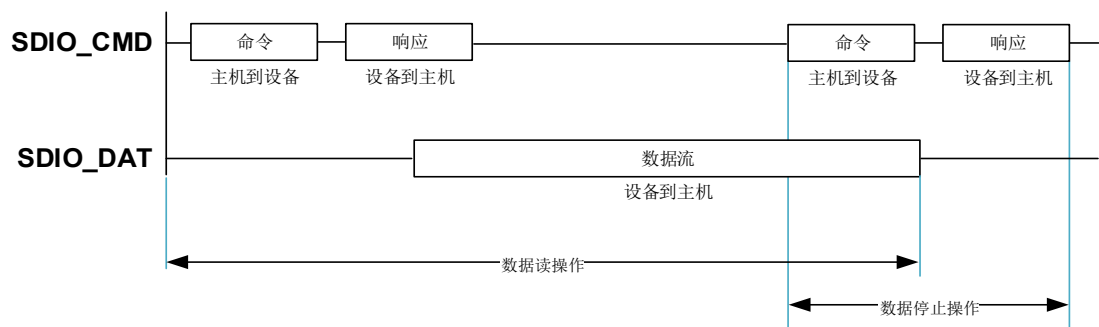 SDIO_CMD
命令
响应
命令
响应
主机到设备
设备到主机
主机到设备
设备到主机
SDIO_DAT
数据流
设备到主机
数据读操作
数据停止操作